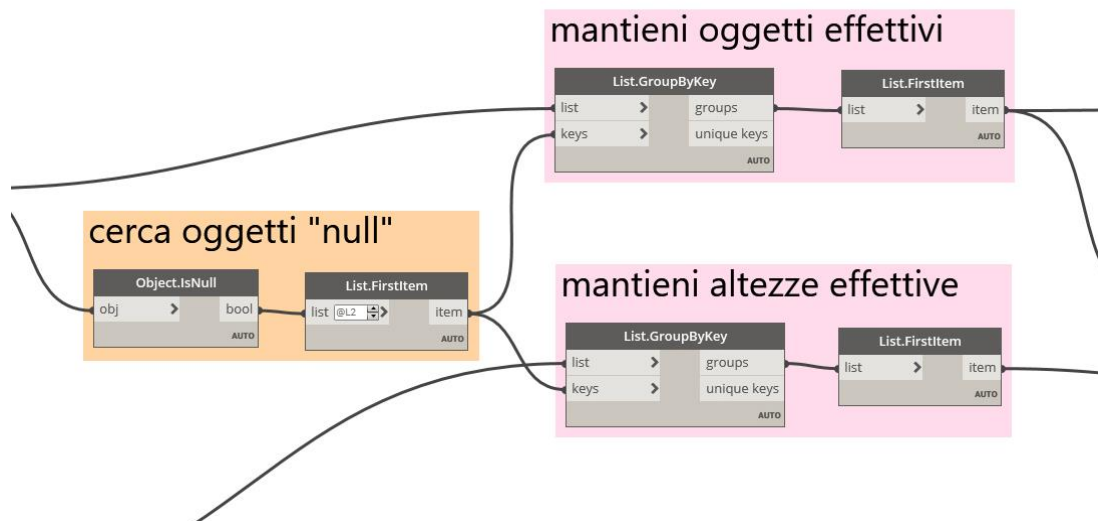 mantieni oggetti effettivi
List.GroupByKey
list > groups
keys > unique keys
AUTO
List.FirstItem
list > item
AUTO
cerca oggetti "null"
Object.IsNull
obj > bool
AUTO
List.FirstItem
list @L2 > item
AUTO
mantieni altezze effettive
List.GroupByKey
list > groups
keys > unique keys
AUTO
List.FirstItem
list > item
AUTO